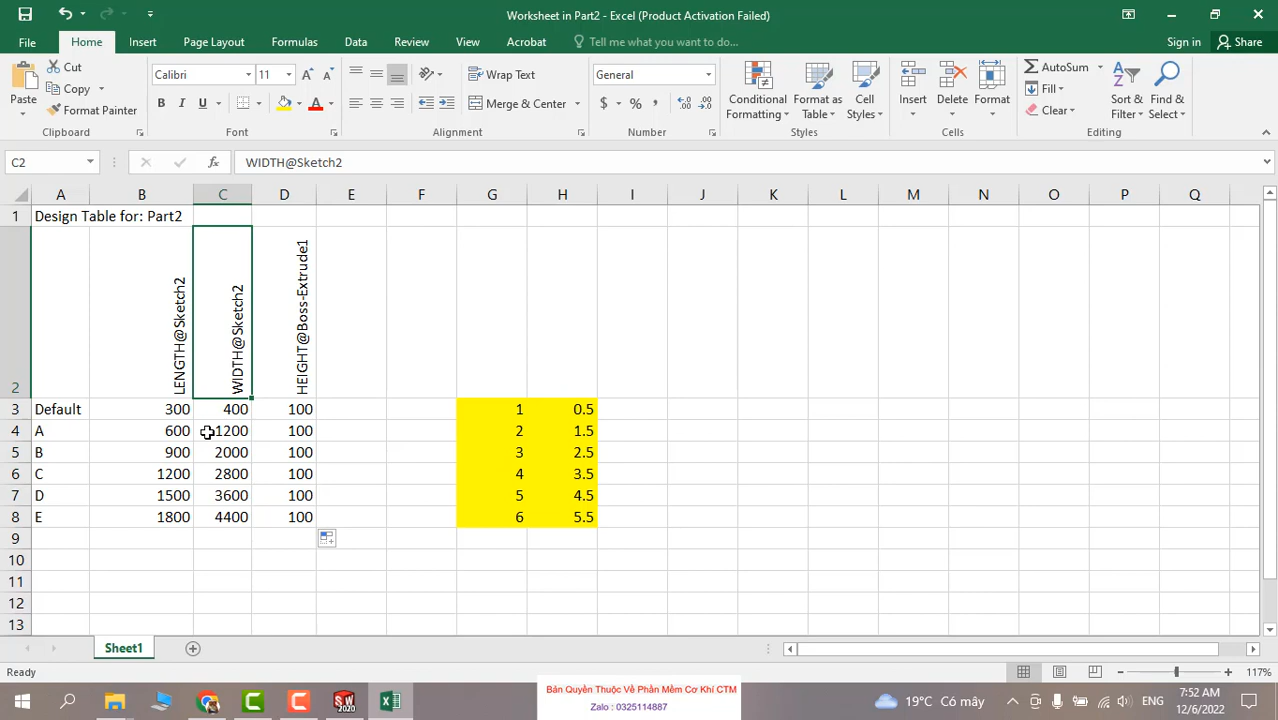 Worksheet in Part2 - Excel (Product Activation Failed)
File Home Insert Page Layout Formulas Data Review View Acrobat Tell me what you want to do... Sign in Share
Paste
Cut
Copy
Format Painter
Clipboard
Calibri 11
B I U
Font
Wrap Text
Merge & Center
Alignment
General
$ % ,
Number
Conditional Formatting
Format as Table
Cell Styles
Styles
Insert Delete Format
Cells
AutoSum
Fill
Clear
Sort & Filter
Find & Select
Editing
C2 fx WIDTH@Sketch2
A B C D E F G H I J K L M N O P Q
1 Design Table for: Part2
2 LENGTH@Sketch2 WIDTH@Sketch2 HEIGHT@Boss-Extrude1
3 Default 300 400 100 1 0.5
4 A 600 1200 100 2 1.5
5 B 900 2000 100 3 2.5
6 C 1200 2800 100 4 3.5
7 D 1500 3600 100 5 4.5
8 E 1800 4400 100 6 5.5
9
10
11
12
13
Sheet1
Ready 117%
Bản Quyền Thuộc Về Phần Mềm Cơ Khí CTM
Zalo : 0325114887
SW 2020
19°C Có mây
ENG
7:52 AM
12/6/2022